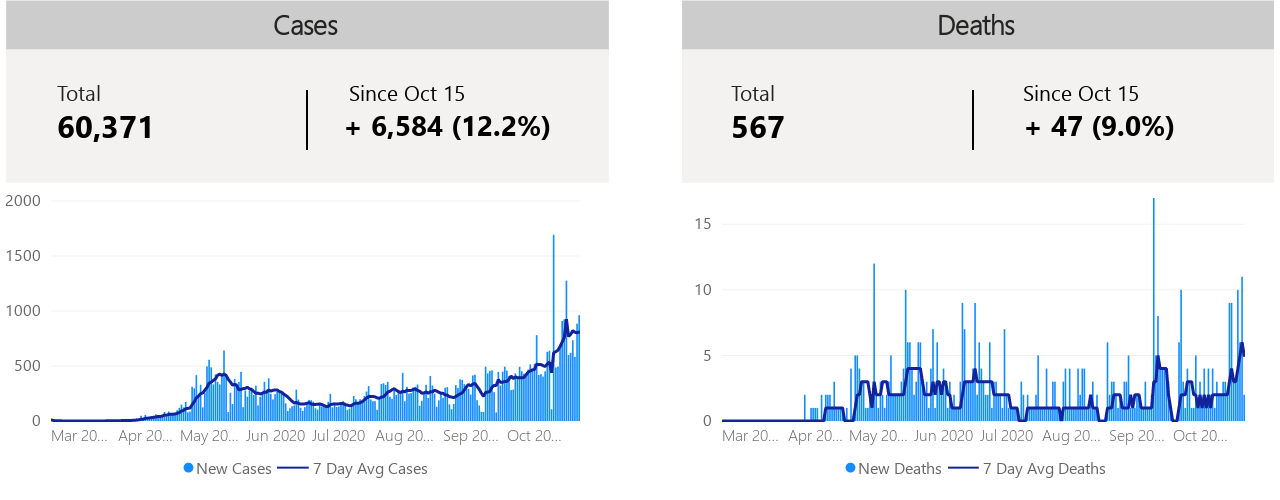 Cases
Total
60,371
Since Oct 15
+ 6,584 (12.2%)
2000
1500
1000
500
0
Mar 20... Apr 20... May 20... Jun 2020 Jul 2020 Aug 20... Sep 20... Oct 20...
New Cases 7 Day Avg Cases
Deaths
Total
567
Since Oct 15
+ 47 (9.0%)
15
10
5
0
Mar 20... Apr 20... May 20... Jun 2020 Jul 2020 Aug 20... Sep 20... Oct 20...
New Deaths 7 Day Avg Deaths